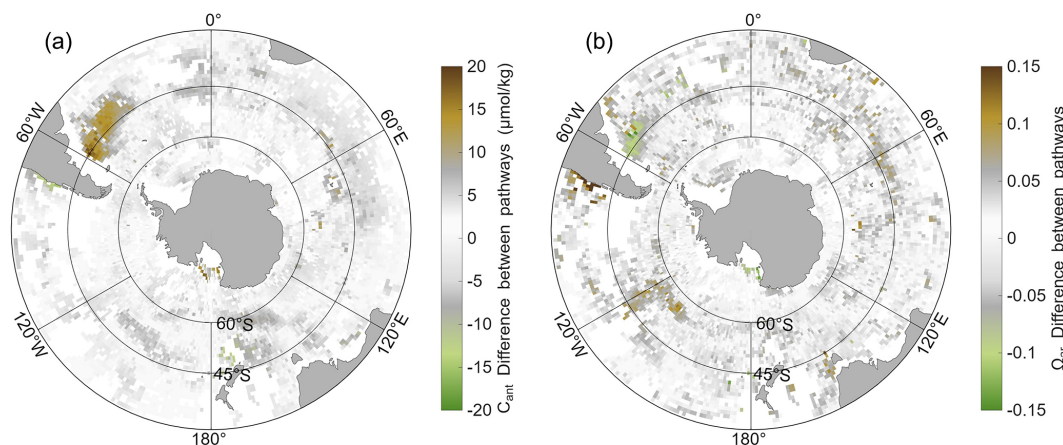 (a)
0°
60°E
120°E
180°
120°W
60°W
60°S
45°S
20
15
10
5
0
-5
-10
-15
-20
C_ant Difference between pathways (μmol/kg)
(b)
0°
60°E
120°E
180°
120°W
60°W
60°S
45°S
0.15
0.1
0.05
0
-0.05
-0.1
-0.15
Ω_ar Difference between pathways